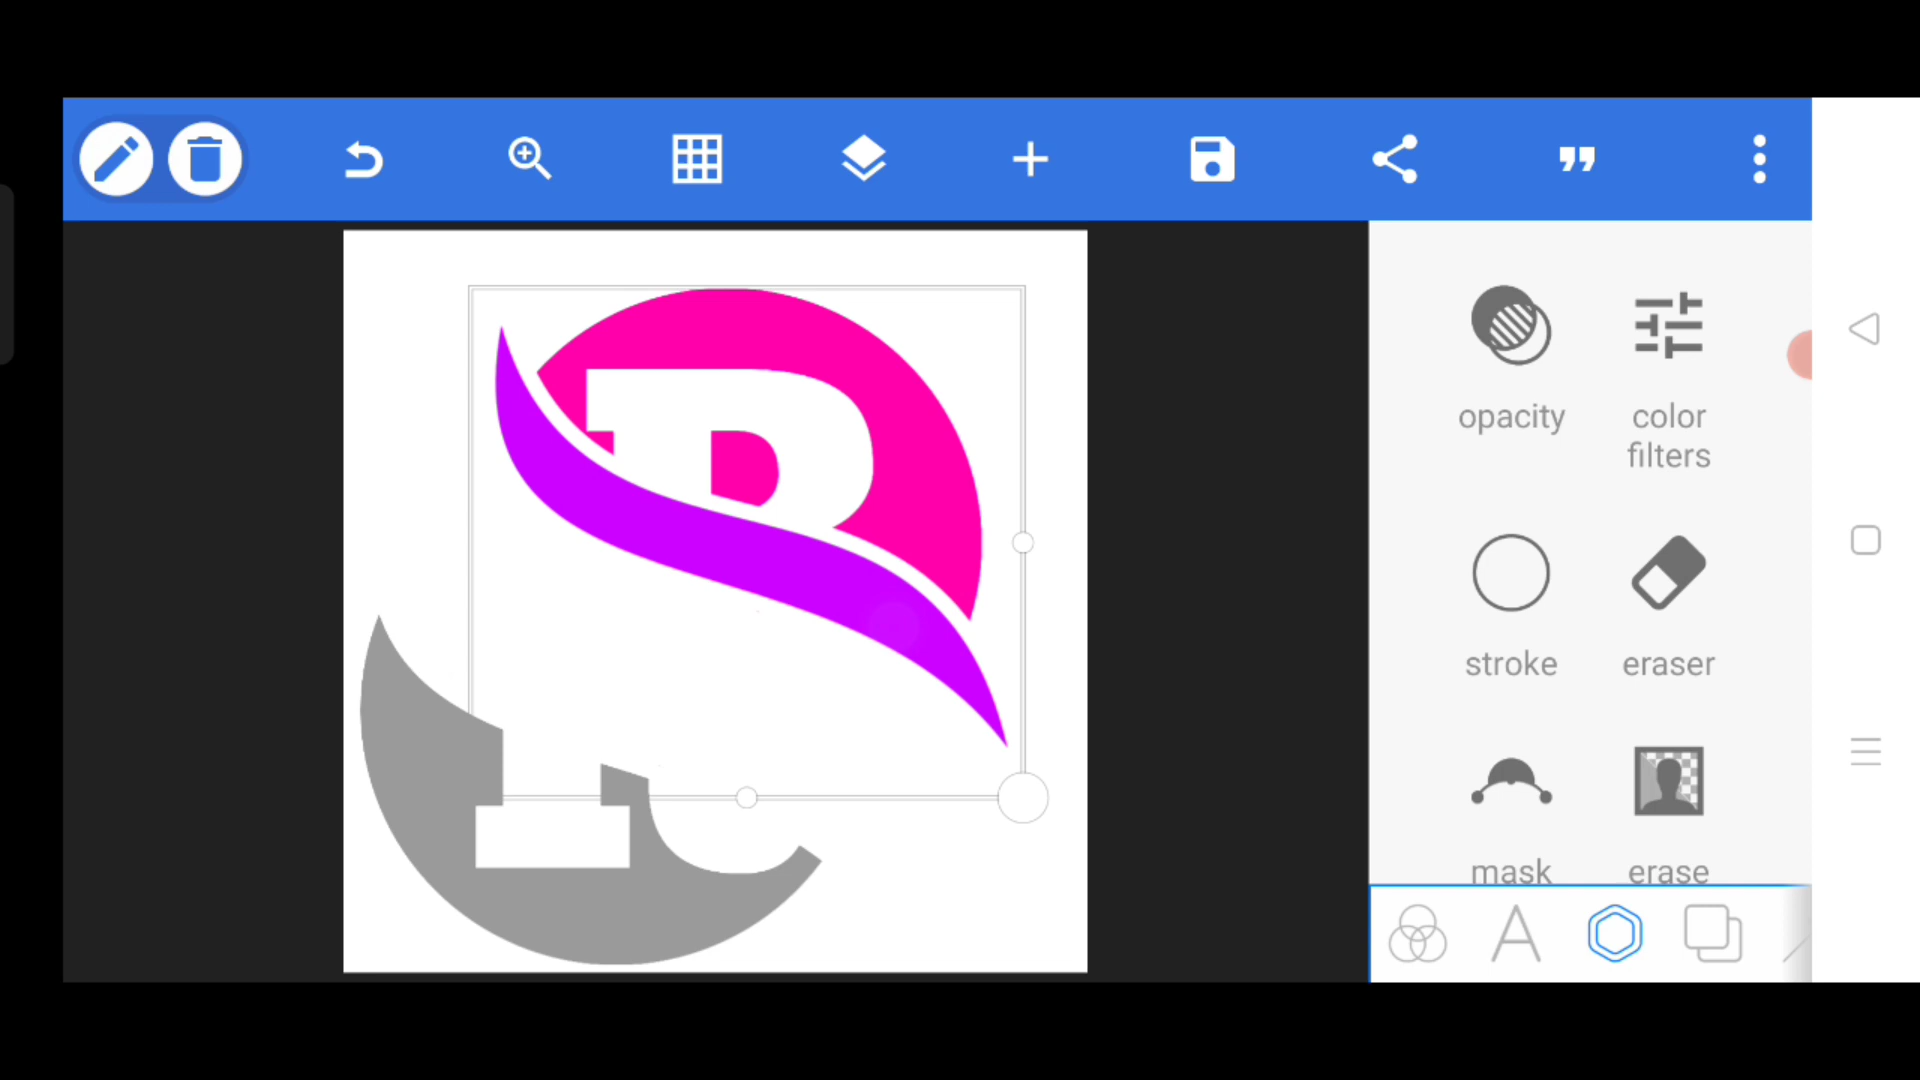 opacity
color
filters
stroke
eraser
mask
erase